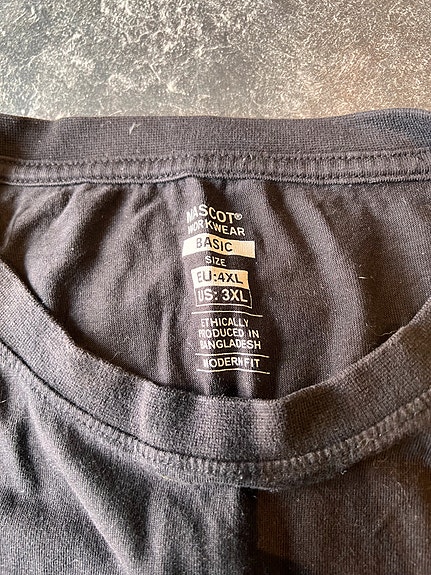 MASCOT®
WORKWEAR
BASIC
SIZE
EU:4XL
US: 3XL
ETHICALLY
PRODUCED IN
BANGLADESH
MODERN FIT